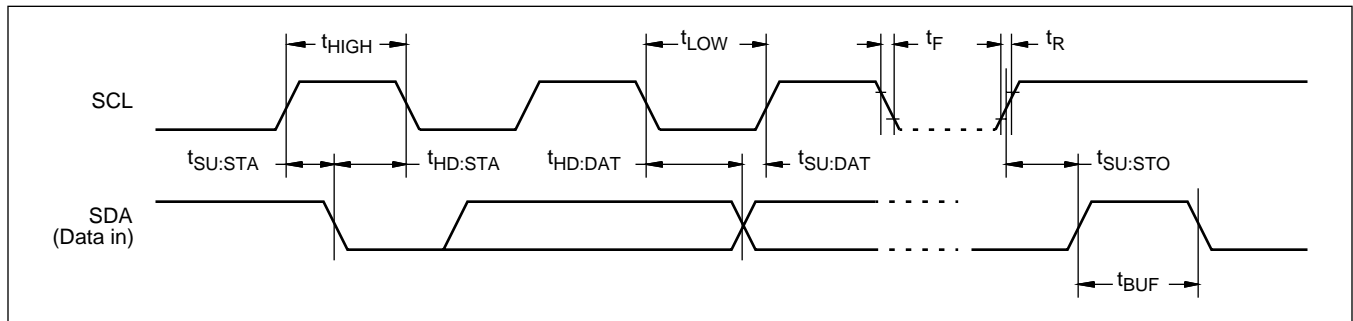 tHIGH tLOW tF tR
SCL
tSU:STA tHD:STA tHD:DAT tSU:DAT tSU:STO
SDA
(Data in)
tBUF